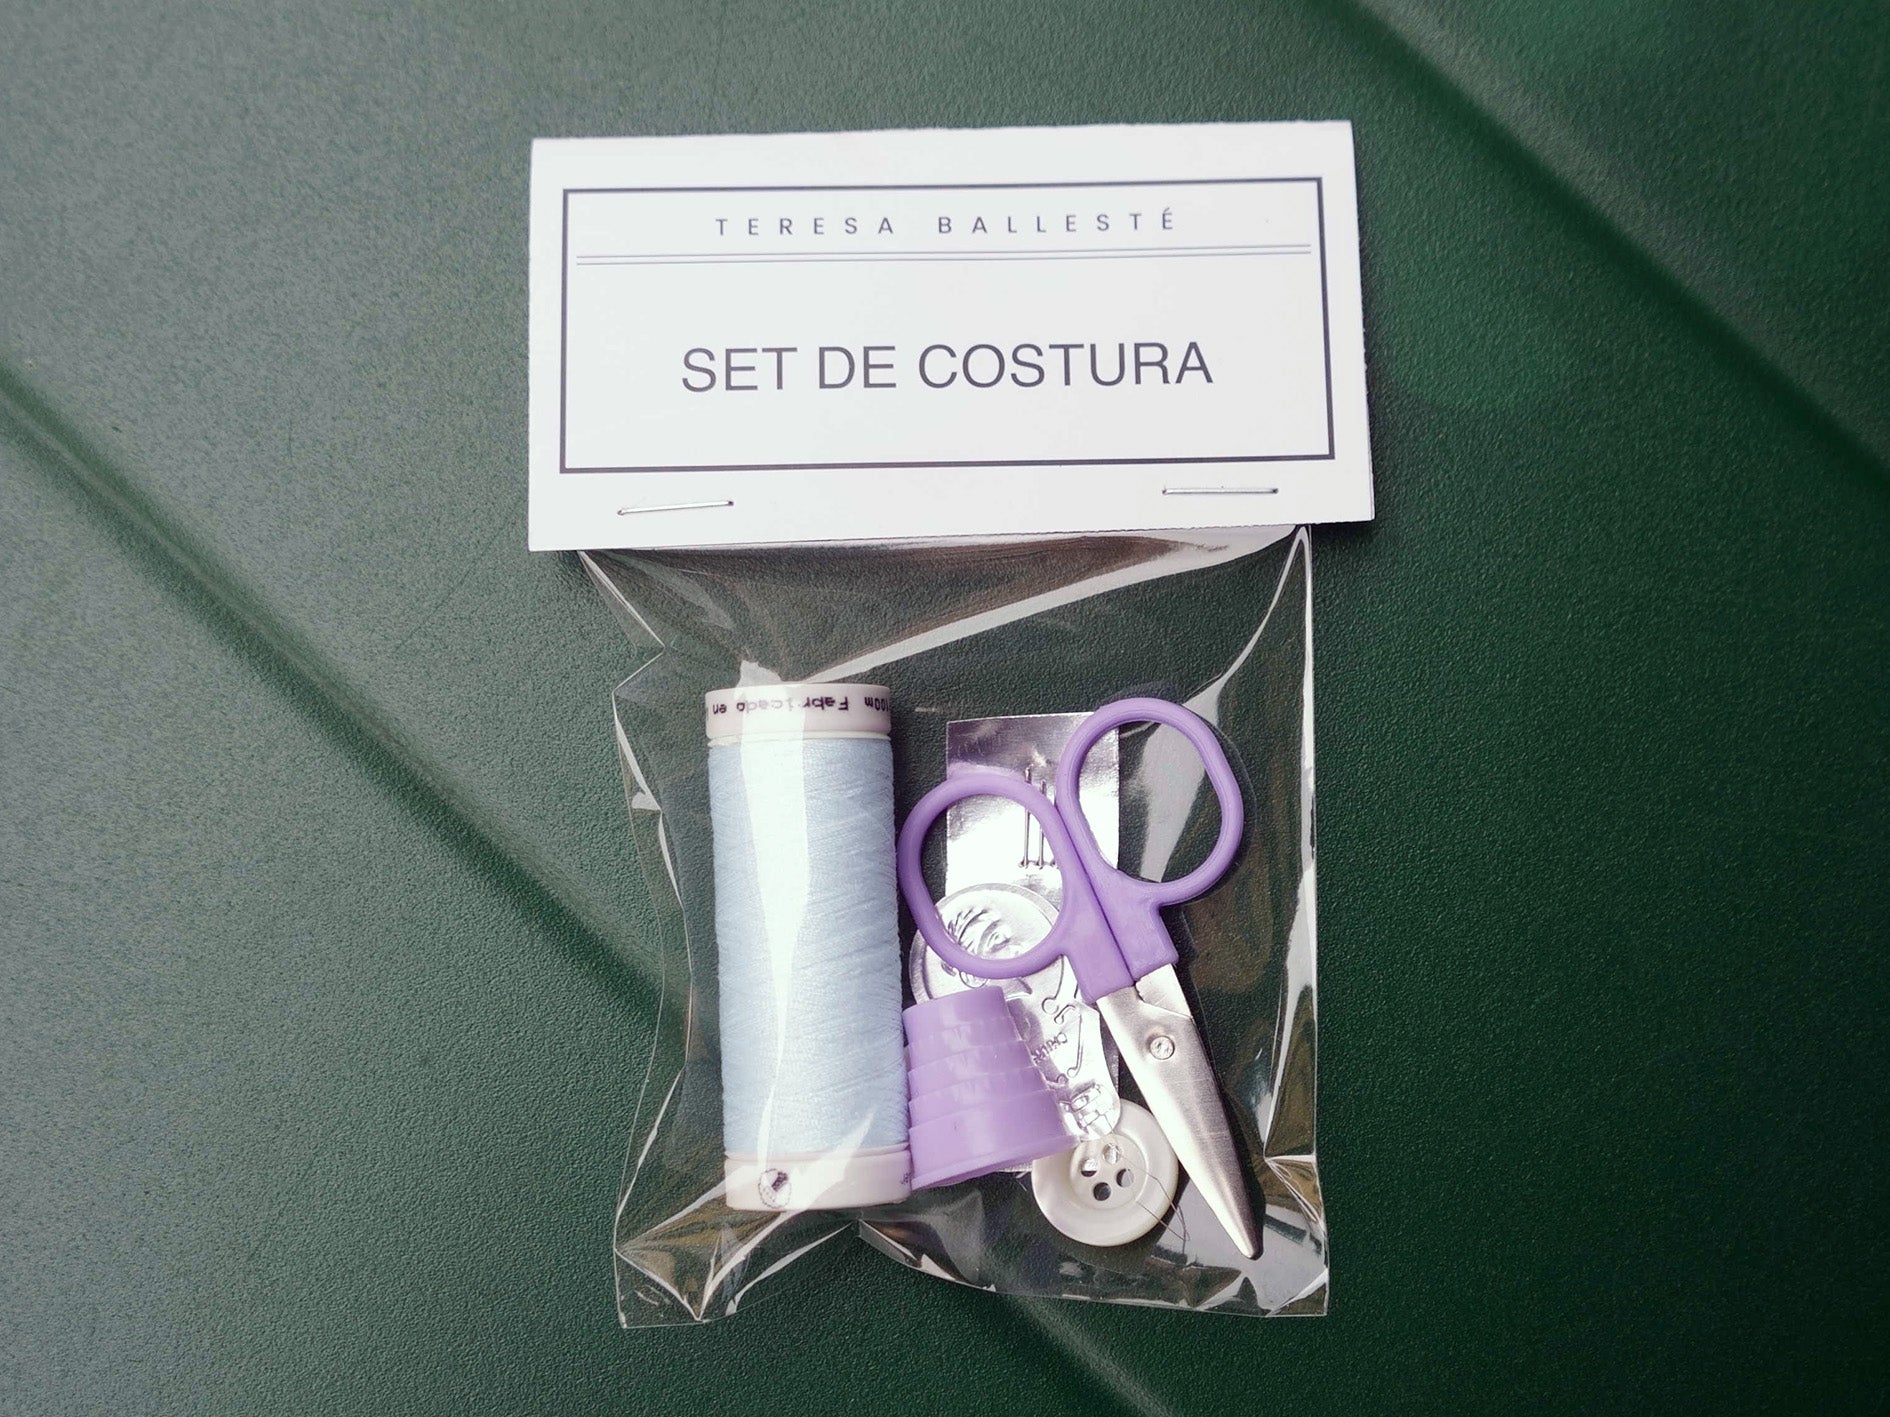 TERESA BALLESTÉ
SET DE COSTURA
100m Fabricado en